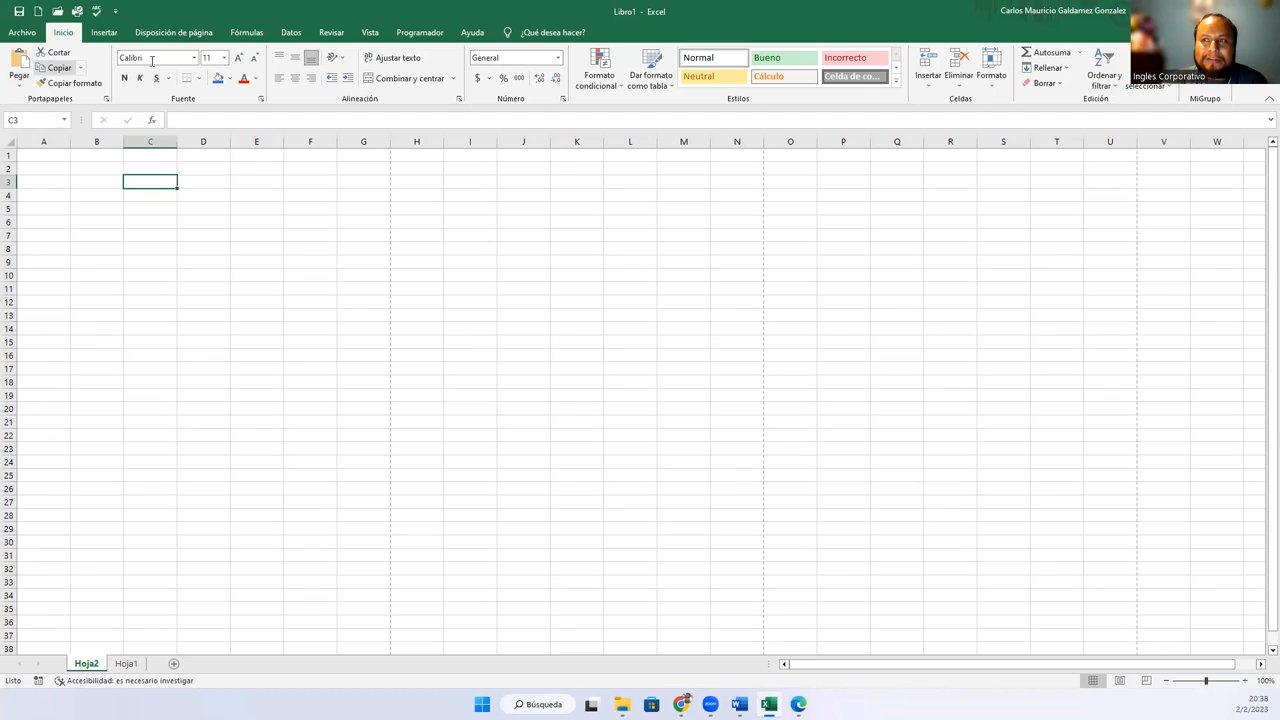 Libro1 - Excel
Carlos Mauricio Galdamez Gonzalez
Archivo Inicio Insertar Disposición de página Fórmulas Datos Revisar Vista Programador Ayuda ¿Qué desea hacer?
Pegar
Cortar
Copiar
Copiar formato
Portapapeles
Calibri 11
N K S
Fuente
Ajustar texto
Combinar y centrar
Alineación
General
$ % 000
Número
Formato condicional
Dar formato como tabla
Normal Bueno Incorrecto
Neutral Cálculo Celda de co...
Estilos
Insertar Eliminar Formato
Celdas
Autosuma
Rellenar
Borrar
Ordenar y filtrar
seleccionar
Edición
MiGrupo
Ingles Corporativo
C3
fx
A B C D E F G H I J K L M N O P Q R S T U V W
1
2
3
4
5
6
7
8
9
10
11
12
13
14
15
16
17
18
19
20
21
22
23
24
25
26
27
28
29
30
31
32
33
34
35
36
37
38
Hoja2 Hoja1
Listo Accesibilidad: es necesario investigar 100%
Búsqueda
20:38
2/2/2023